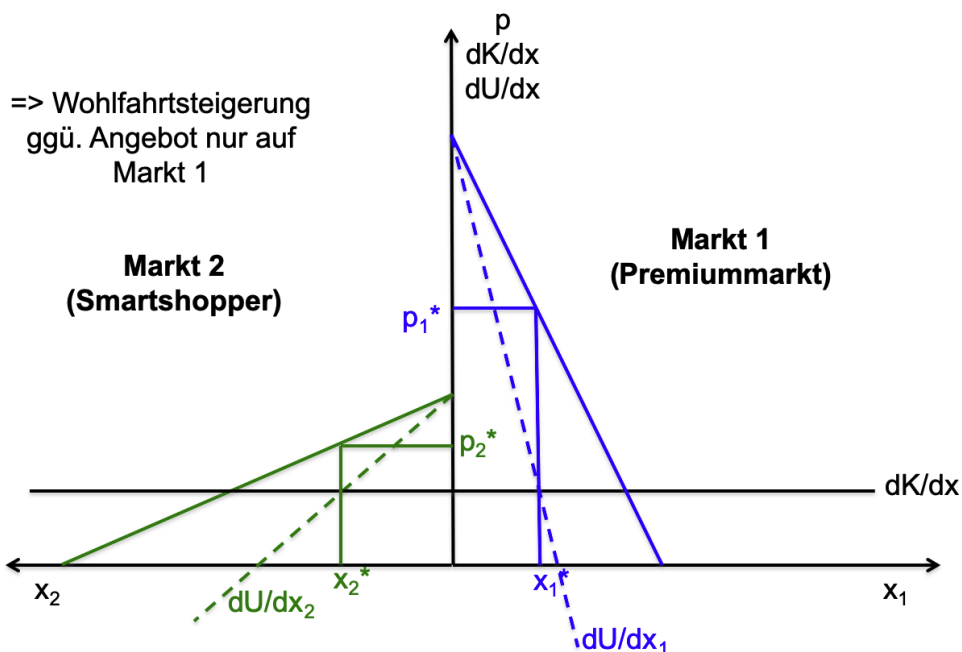 p
dK/dx
dU/dx
=> Wohlfahrtsteigerung
ggü. Angebot nur auf
Markt 1
Markt 2
(Smartshopper)
Markt 1
(Premiummarkt)
p₁*
p₂*
dK/dx
x₂
x₂*
x₁*
x₁
dU/dx₂
dU/dx₁